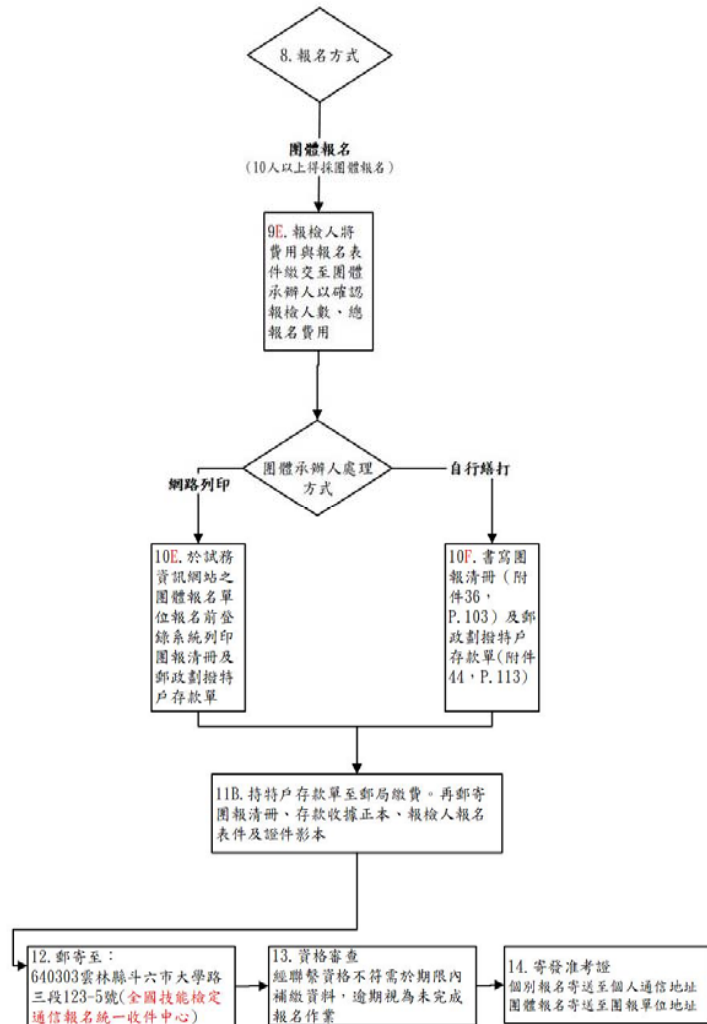 8.報名方式
團體報名
(10人以上得採團體報名)
9E.報檢人將
費用與報名表
件繳交至團體
承辦人以確認
報檢人數、總
報名費用
團體承辦人處理
方式
網路列印
自行繕打
10E.於試務
資訊網站之
團體報名單
位報名前登
錄系統列印
團報清冊及
郵政劃撥特
戶存款單
10F.書寫團
報清冊(附
件36,
P.103)及郵
政劃撥特戶
存款單(附件
44,P.113)
11B.持特戶存款單至郵局繳費。再郵寄
團報清冊、存款收據正本、報檢人報名
表件及證件影本
12.郵寄至:
640303雲林縣斗六市大學路
三段123-5號(全國技能檢定
通信報名統一收件中心)
13.資格審查
經聯繫資格不符需於期限內
補繳資料,逾期視為未完成
報名作業
14.寄發准考證
個別報名寄送至個人通信地址
團體報名寄送至團報單位地址